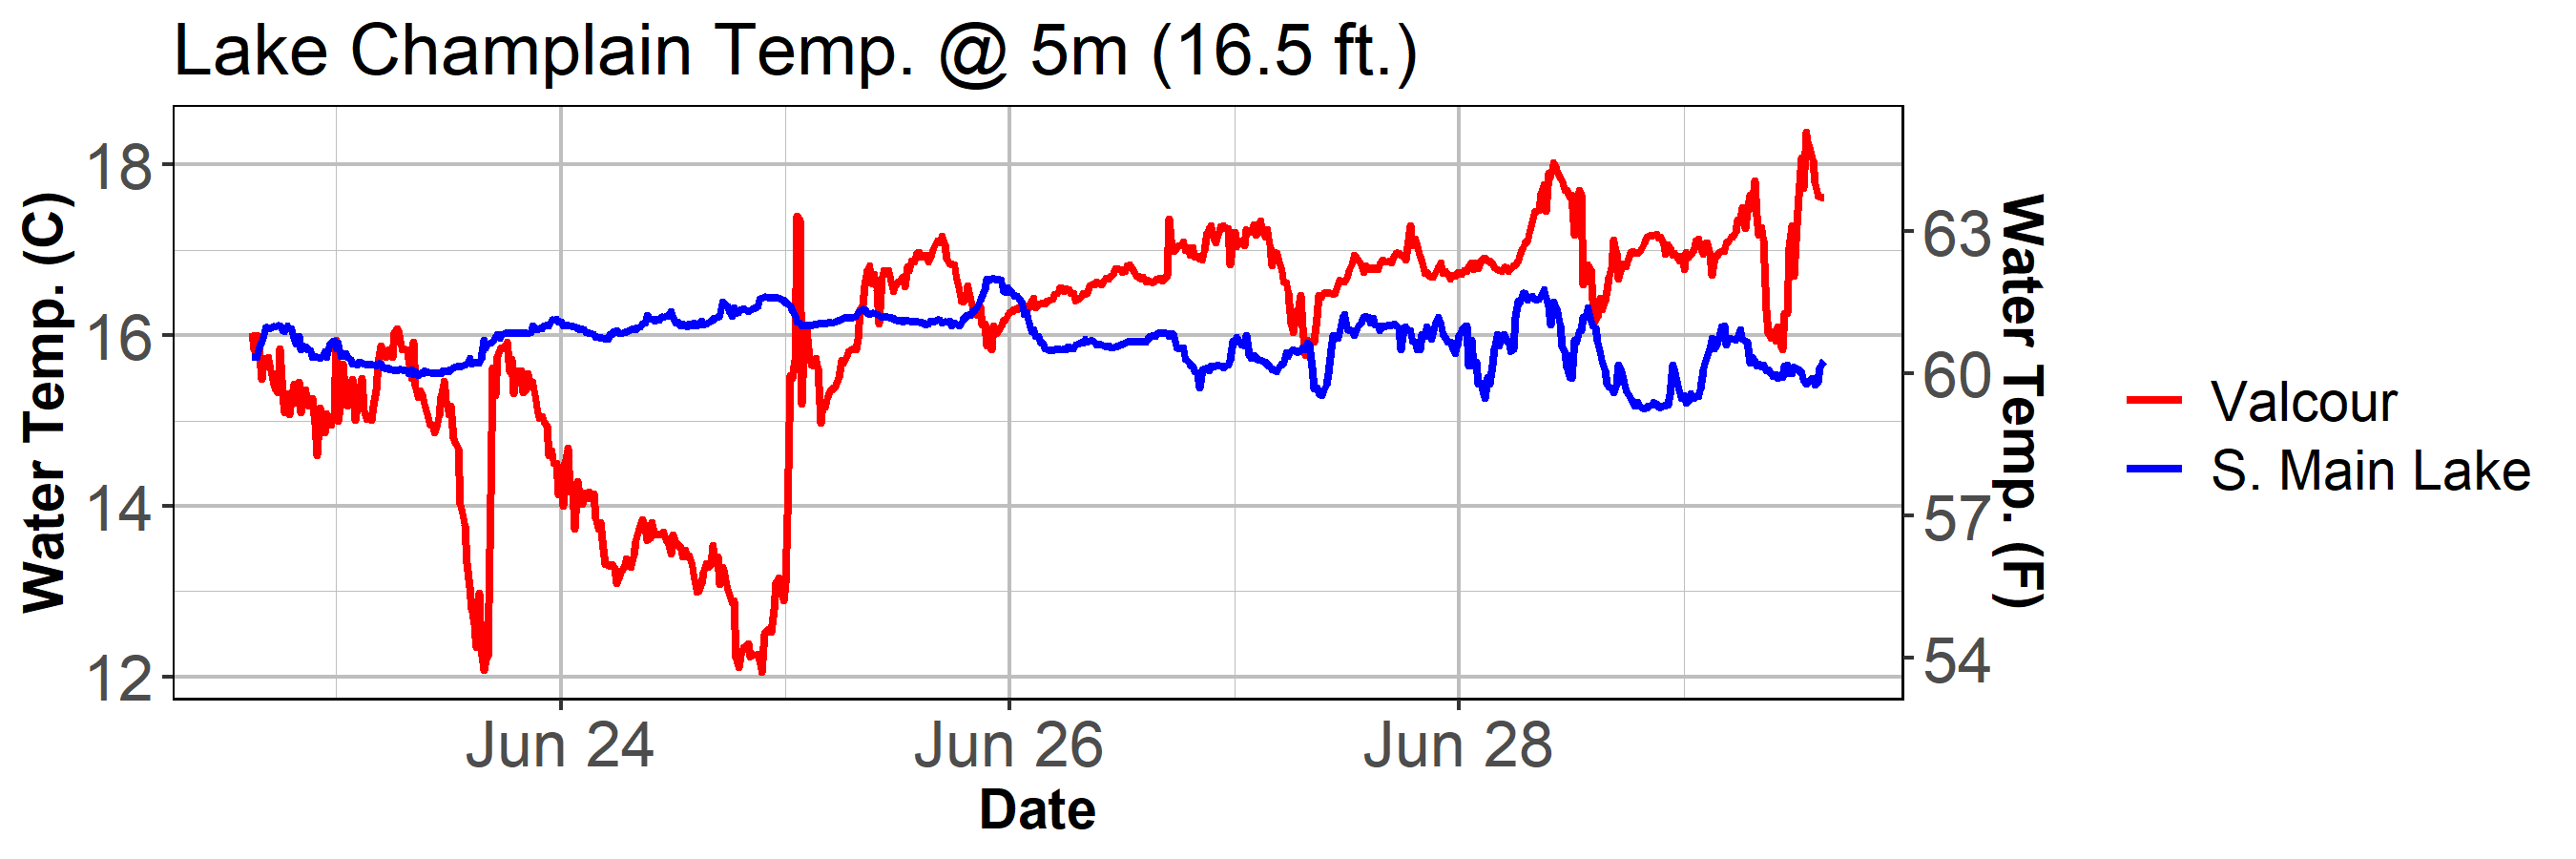 Lake Champlain Temp. @ 5m (16.5 ft.)
Water Temp. (C)
18
16
14
12
63
60
57
54
Water Temp. (F)
Jun 24
Jun 26
Jun 28
Date
Valcour
S. Main Lake